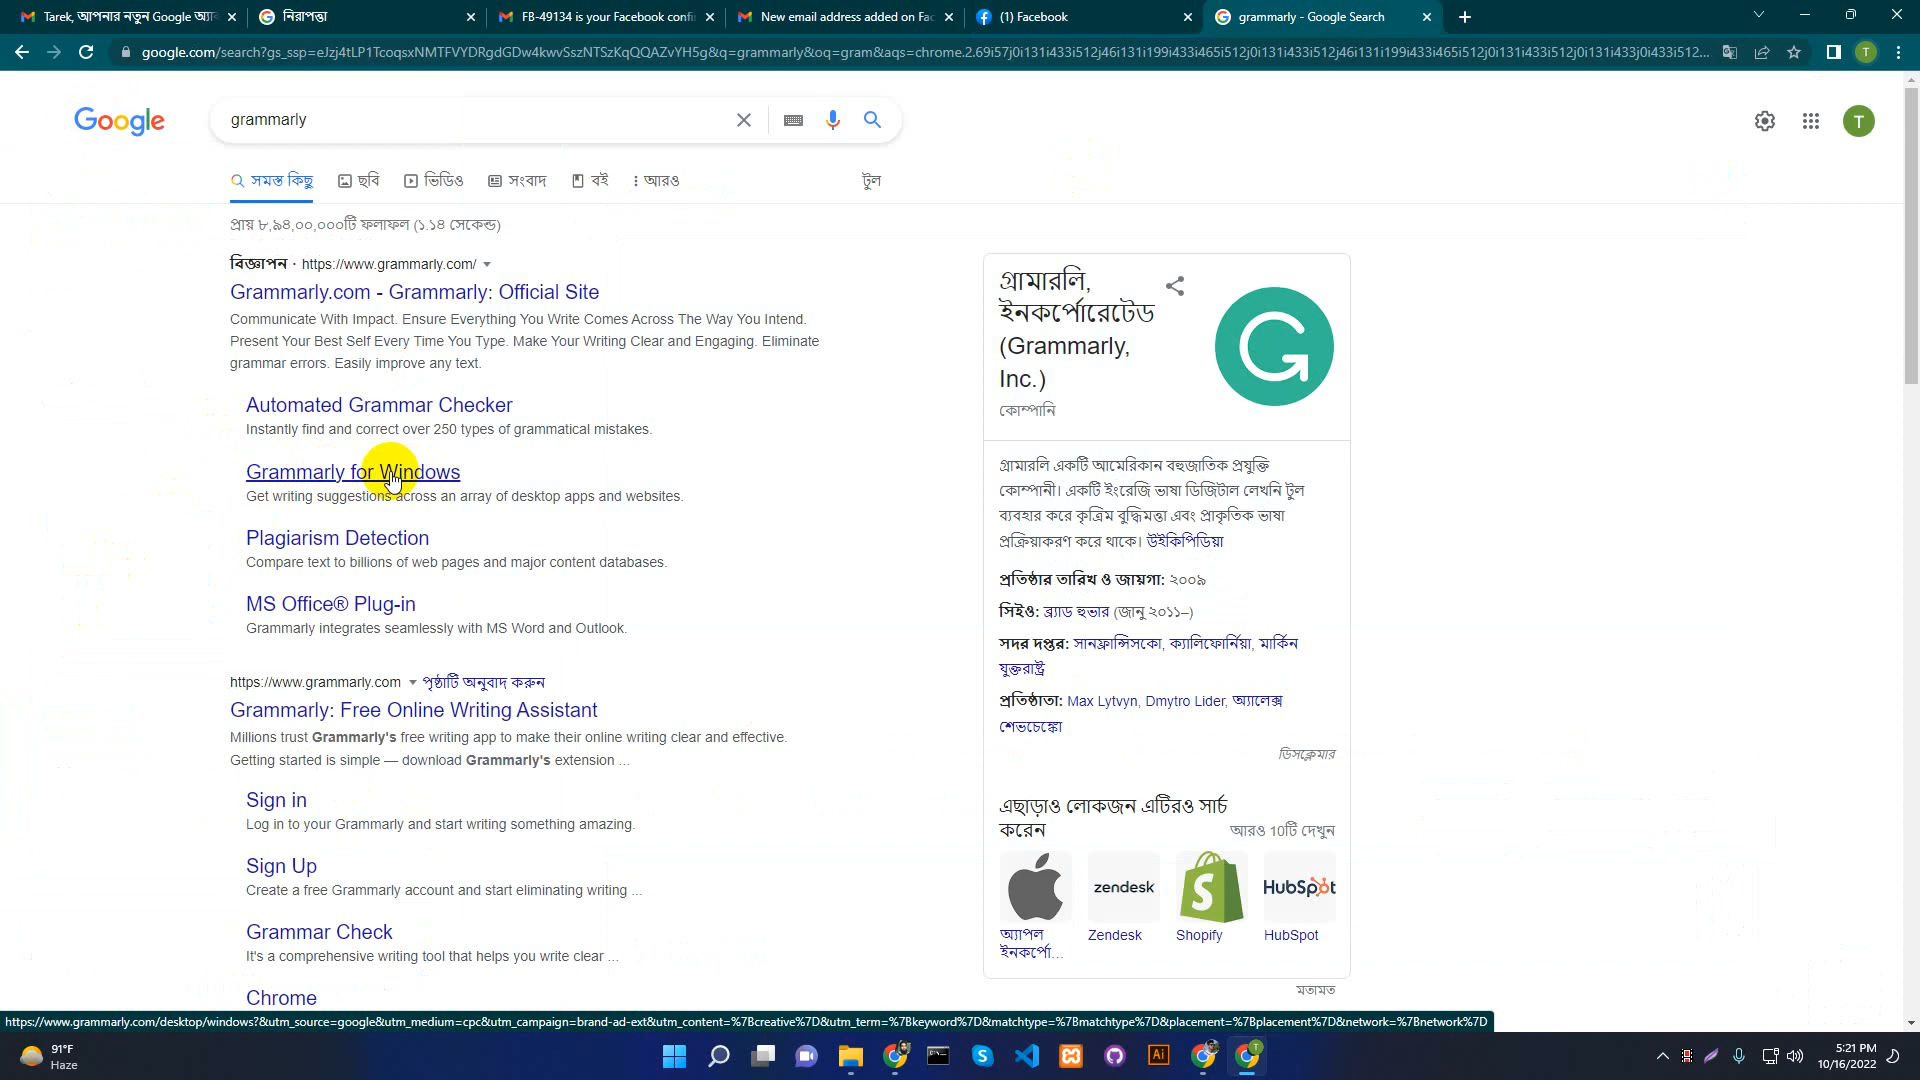 Tarek, আপনার নতুন Google অ্যা
নিরাপত্তা
FB-49134 is your Facebook confi
New email address added on Fac
(1) Facebook
grammarly - Google Search
google.com/search?gs_ssp=eJzj4tLP1TcoqsxNMTFVYDRgdGDw4kwvSszNTSzKqQQAZvYH5g&q=grammarly&oq=gram&aqs=chrome.2.69i57j0i131i433i512j46i131i199i433i465i512j0i131i433i512j46i131i199i433i465i512j0i131i433i512j0i131i433j0i433i512...
T
Google
grammarly
T
সমস্ত কিছু
ছবি
ভিডিও
সংবাদ
বই
আরও
টুল
প্রায় ৮,৯৪,০০,০০০টি ফলাফল (১.১৪ সেকেন্ড)
বিজ্ঞাপন · https://www.grammarly.com/
Grammarly.com - Grammarly: Official Site
Communicate With Impact. Ensure Everything You Write Comes Across The Way You Intend.
Present Your Best Self Every Time You Type. Make Your Writing Clear and Engaging. Eliminate
grammar errors. Easily improve any text.
Automated Grammar Checker
Instantly find and correct over 250 types of grammatical mistakes.
Grammarly for Windows
Get writing suggestions across an array of desktop apps and websites.
Plagiarism Detection
Compare text to billions of web pages and major content databases.
MS Office® Plug-in
Grammarly integrates seamlessly with MS Word and Outlook.
https://www.grammarly.com পৃষ্ঠাটি অনুবাদ করুন
Grammarly: Free Online Writing Assistant
Millions trust Grammarly's free writing app to make their online writing clear and effective.
Getting started is simple — download Grammarly's extension ...
Sign in
Log in to your Grammarly and start writing something amazing.
Sign Up
Create a free Grammarly account and start eliminating writing ...
Grammar Check
It's a comprehensive writing tool that helps you write clear ...
Chrome
গ্রামারলি,
ইনকর্পোরেটেড
(Grammarly,
Inc.)
কোম্পানি
গ্রামারলি একটি আমেরিকান বহুজাতিক প্রযুক্তি
কোম্পানী। একটি ইংরেজি ভাষা ডিজিটাল লেখনি টুল
ব্যবহার করে কৃত্রিম বুদ্ধিমত্তা এবং প্রাকৃতিক ভাষা
প্রক্রিয়াকরণ করে থাকে। উইকিপিডিয়া
প্রতিষ্ঠার তারিখ ও জায়গা: ২০০৯
সিইও: ব্র্যাড হুভার (জানু ২০১১–)
সদর দপ্তর: সানফ্রান্সিসকো, ক্যালিফোর্নিয়া, মার্কিন
যুক্তরাষ্ট্র
প্রতিষ্ঠাতা: Max Lytvyn, Dmytro Lider, অ্যালেক্স
শেভচেঙ্কো
ডিসক্লেমার
এছাড়াও লোকজন এটিরও সার্চ
করেন
আরও 10টি দেখুন
zendesk
HubSpot
অ্যাপল
ইনকর্পো...
Zendesk
Shopify
HubSpot
মতামত
https://www.grammarly.com/desktop/windows?&utm_source=google&utm_medium=cpc&utm_campaign=brand-ad-ext&utm_content=%7Bcreative%7D&utm_term=%7Bkeyword%7D&matchtype=%7Bmatchtype%7D&placement=%7Bplacement%7D&network=%7Bnetwork%7D
91°F
Haze
Ai
T
5:21 PM
10/16/2022